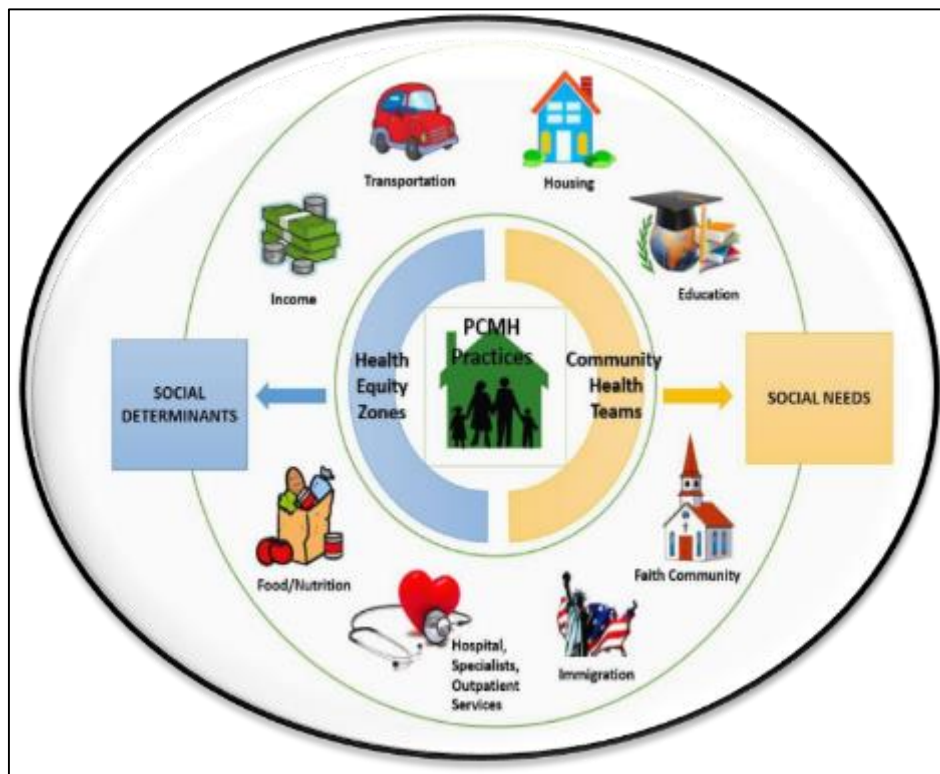 Transportation
Housing
Income
Education
PCMH
Practices
Health
Equity
Zones
Community
Health
Teams
SOCIAL
DETERMINANTS
SOCIAL NEEDS
Food/Nutrition
Faith Community
Hospital,
Specialists,
Outpatient
Services
Immigration